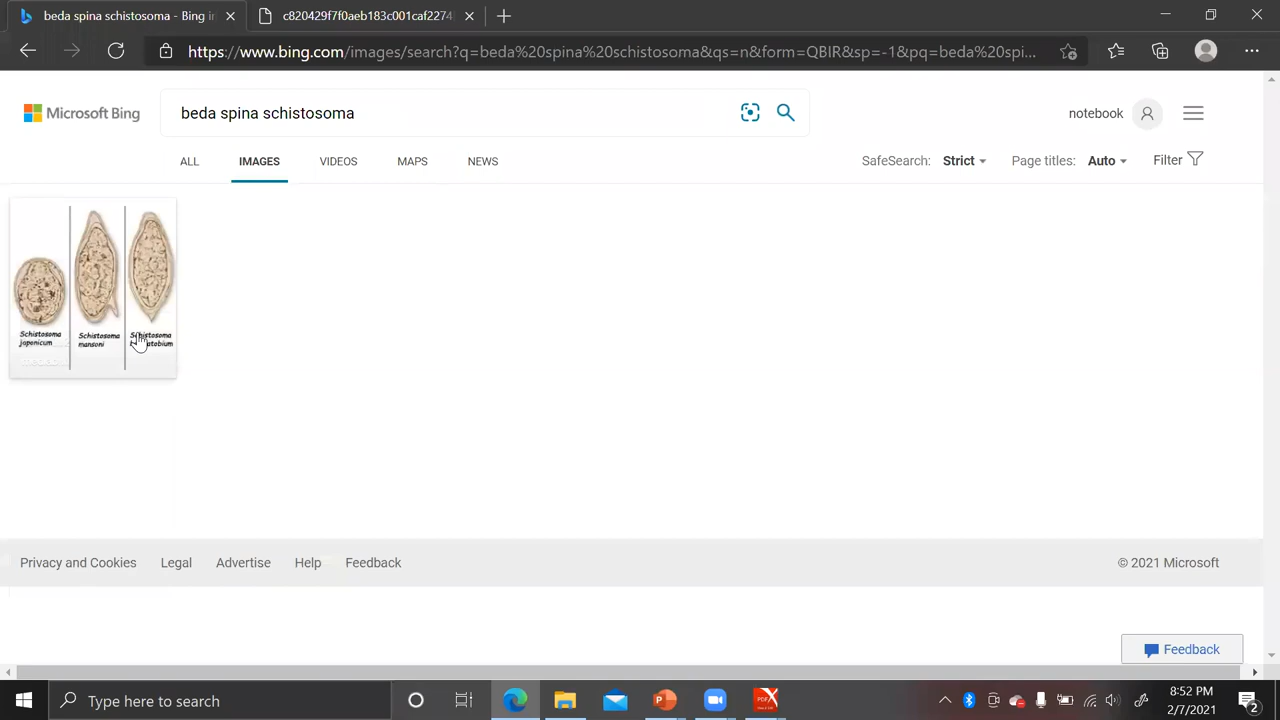 beda spina schistosoma - Bing i
c820429f7f0aeb183c001caf2274
https://www.bing.com/images/search?q=beda%20spina%20schistosoma&qs=n&form=QBIR&sp=-1&pq=beda%20spi...
Microsoft Bing
beda spina schistosoma
notebook
ALL
IMAGES
VIDEOS
MAPS
NEWS
SafeSearch: Strict
Page titles: Auto
Filter
Schistosoma
japonicum
Schistosoma
mansoni
Schistosoma
Privacy and Cookies
Legal
Advertise
Help
Feedback
© 2021 Microsoft
Feedback
Type here to search
PDF
8:52 PM
2/7/2021
2